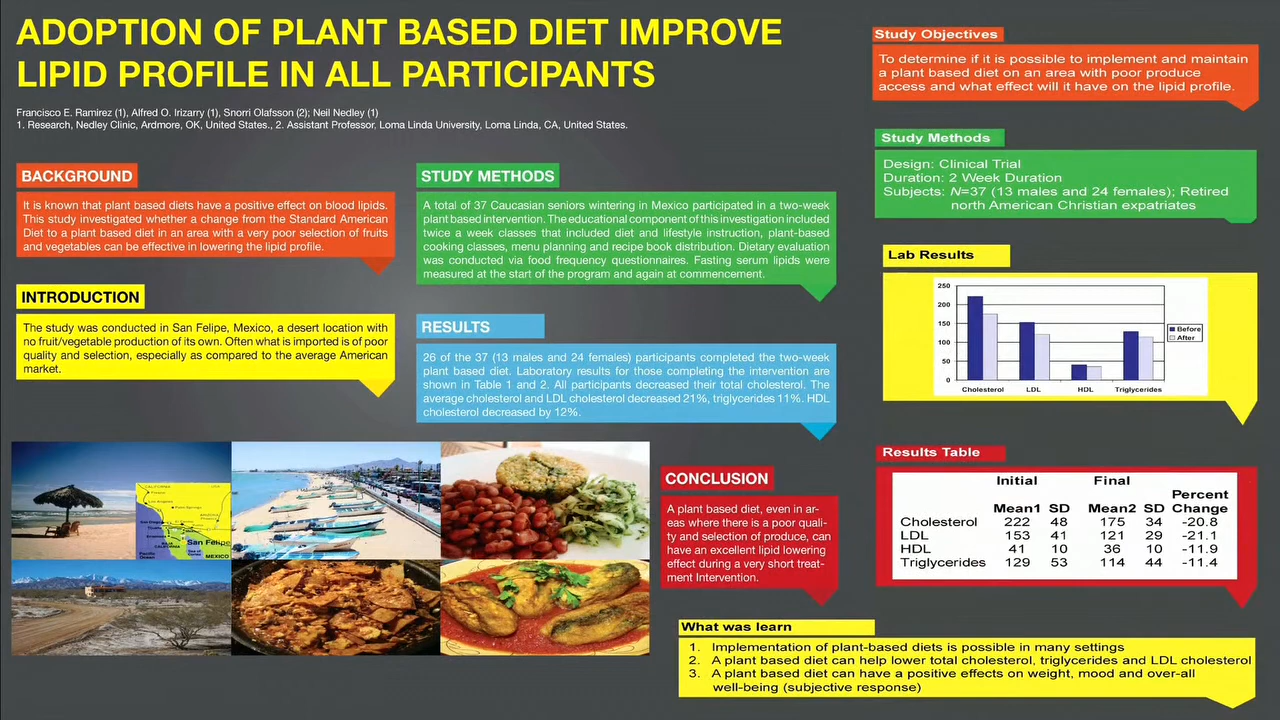 ADOPTION OF PLANT BASED DIET IMPROVE
LIPID PROFILE IN ALL PARTICIPANTS
Francisco E. Ramirez (1), Alfred O. Irizarry (1), Snorri Olafsson (2); Neil Nedley (1)
1. Research, Nedley Clinic, Ardmore, OK, United States., 2. Assistant Professor, Loma Linda University, Loma Linda, CA, United States.
BACKGROUND
It is known that plant based diets have a positive effect on blood lipids.
This study investigated whether a change from the Standard American
Diet to a plant based diet in an area with a very poor selection of fruits
and vegetables can be effective in lowering the lipid profile.
INTRODUCTION
The study was conducted in San Felipe, Mexico, a desert location with
no fruit/vegetable production of its own. Often what is imported is of poor
quality and selection, especially as compared to the average American
market.
STUDY METHODS
A total of 37 Caucasian seniors wintering in Mexico participated in a two-week
plant based intervention. The educational component of this investigation included
twice a week classes that included diet and lifestyle instruction, plant-based
cooking classes, menu planning and recipe book distribution. Dietary evaluation
was conducted via food frequency questionnaires. Fasting serum lipids were
measured at the start of the program and again at commencement.
RESULTS
26 of the 37 (13 males and 24 females) participants completed the two-week
plant based diet. Laboratory results for those completing the intervention are
shown in Table 1 and 2. All participants decreased their total cholesterol. The
average cholesterol and LDL cholesterol decreased 21%, triglycerides 11%. HDL
cholesterol decreased by 12%.
CALIFORNIA
San Felipe
MEXICO
CONCLUSION
A plant based diet, even in ar-
eas where there is a poor quali-
ty and selection of produce, can
have an excellent lipid lowering
effect during a very short treat-
ment Intervention.
Study Objectives
To determine if it is possible to implement and maintain
a plant based diet on an area with poor produce
access and what effect will it have on the lipid profile.
Study Methods
Design: Clinical Trial
Duration: 2 Week Duration
Subjects: N=37 (13 males and 24 females); Retired
north American Christian expatriates
Lab Results
250
200
150
100
50
0
Cholesterol LDL HDL Triglycerides
Before
After
Results Table
Initial Final
Percent
Mean1 SD Mean2 SD Change
Cholesterol 222 48 175 34 -20.8
LDL 153 41 121 29 -21.1
HDL 41 10 36 10 -11.9
Triglycerides 129 53 114 44 -11.4
What was learn
1. Implementation of plant-based diets is possible in many settings
2. A plant based diet can help lower total cholesterol, triglycerides and LDL cholesterol
3. A plant based diet can have a positive effects on weight, mood and over-all
well-being (subjective response)